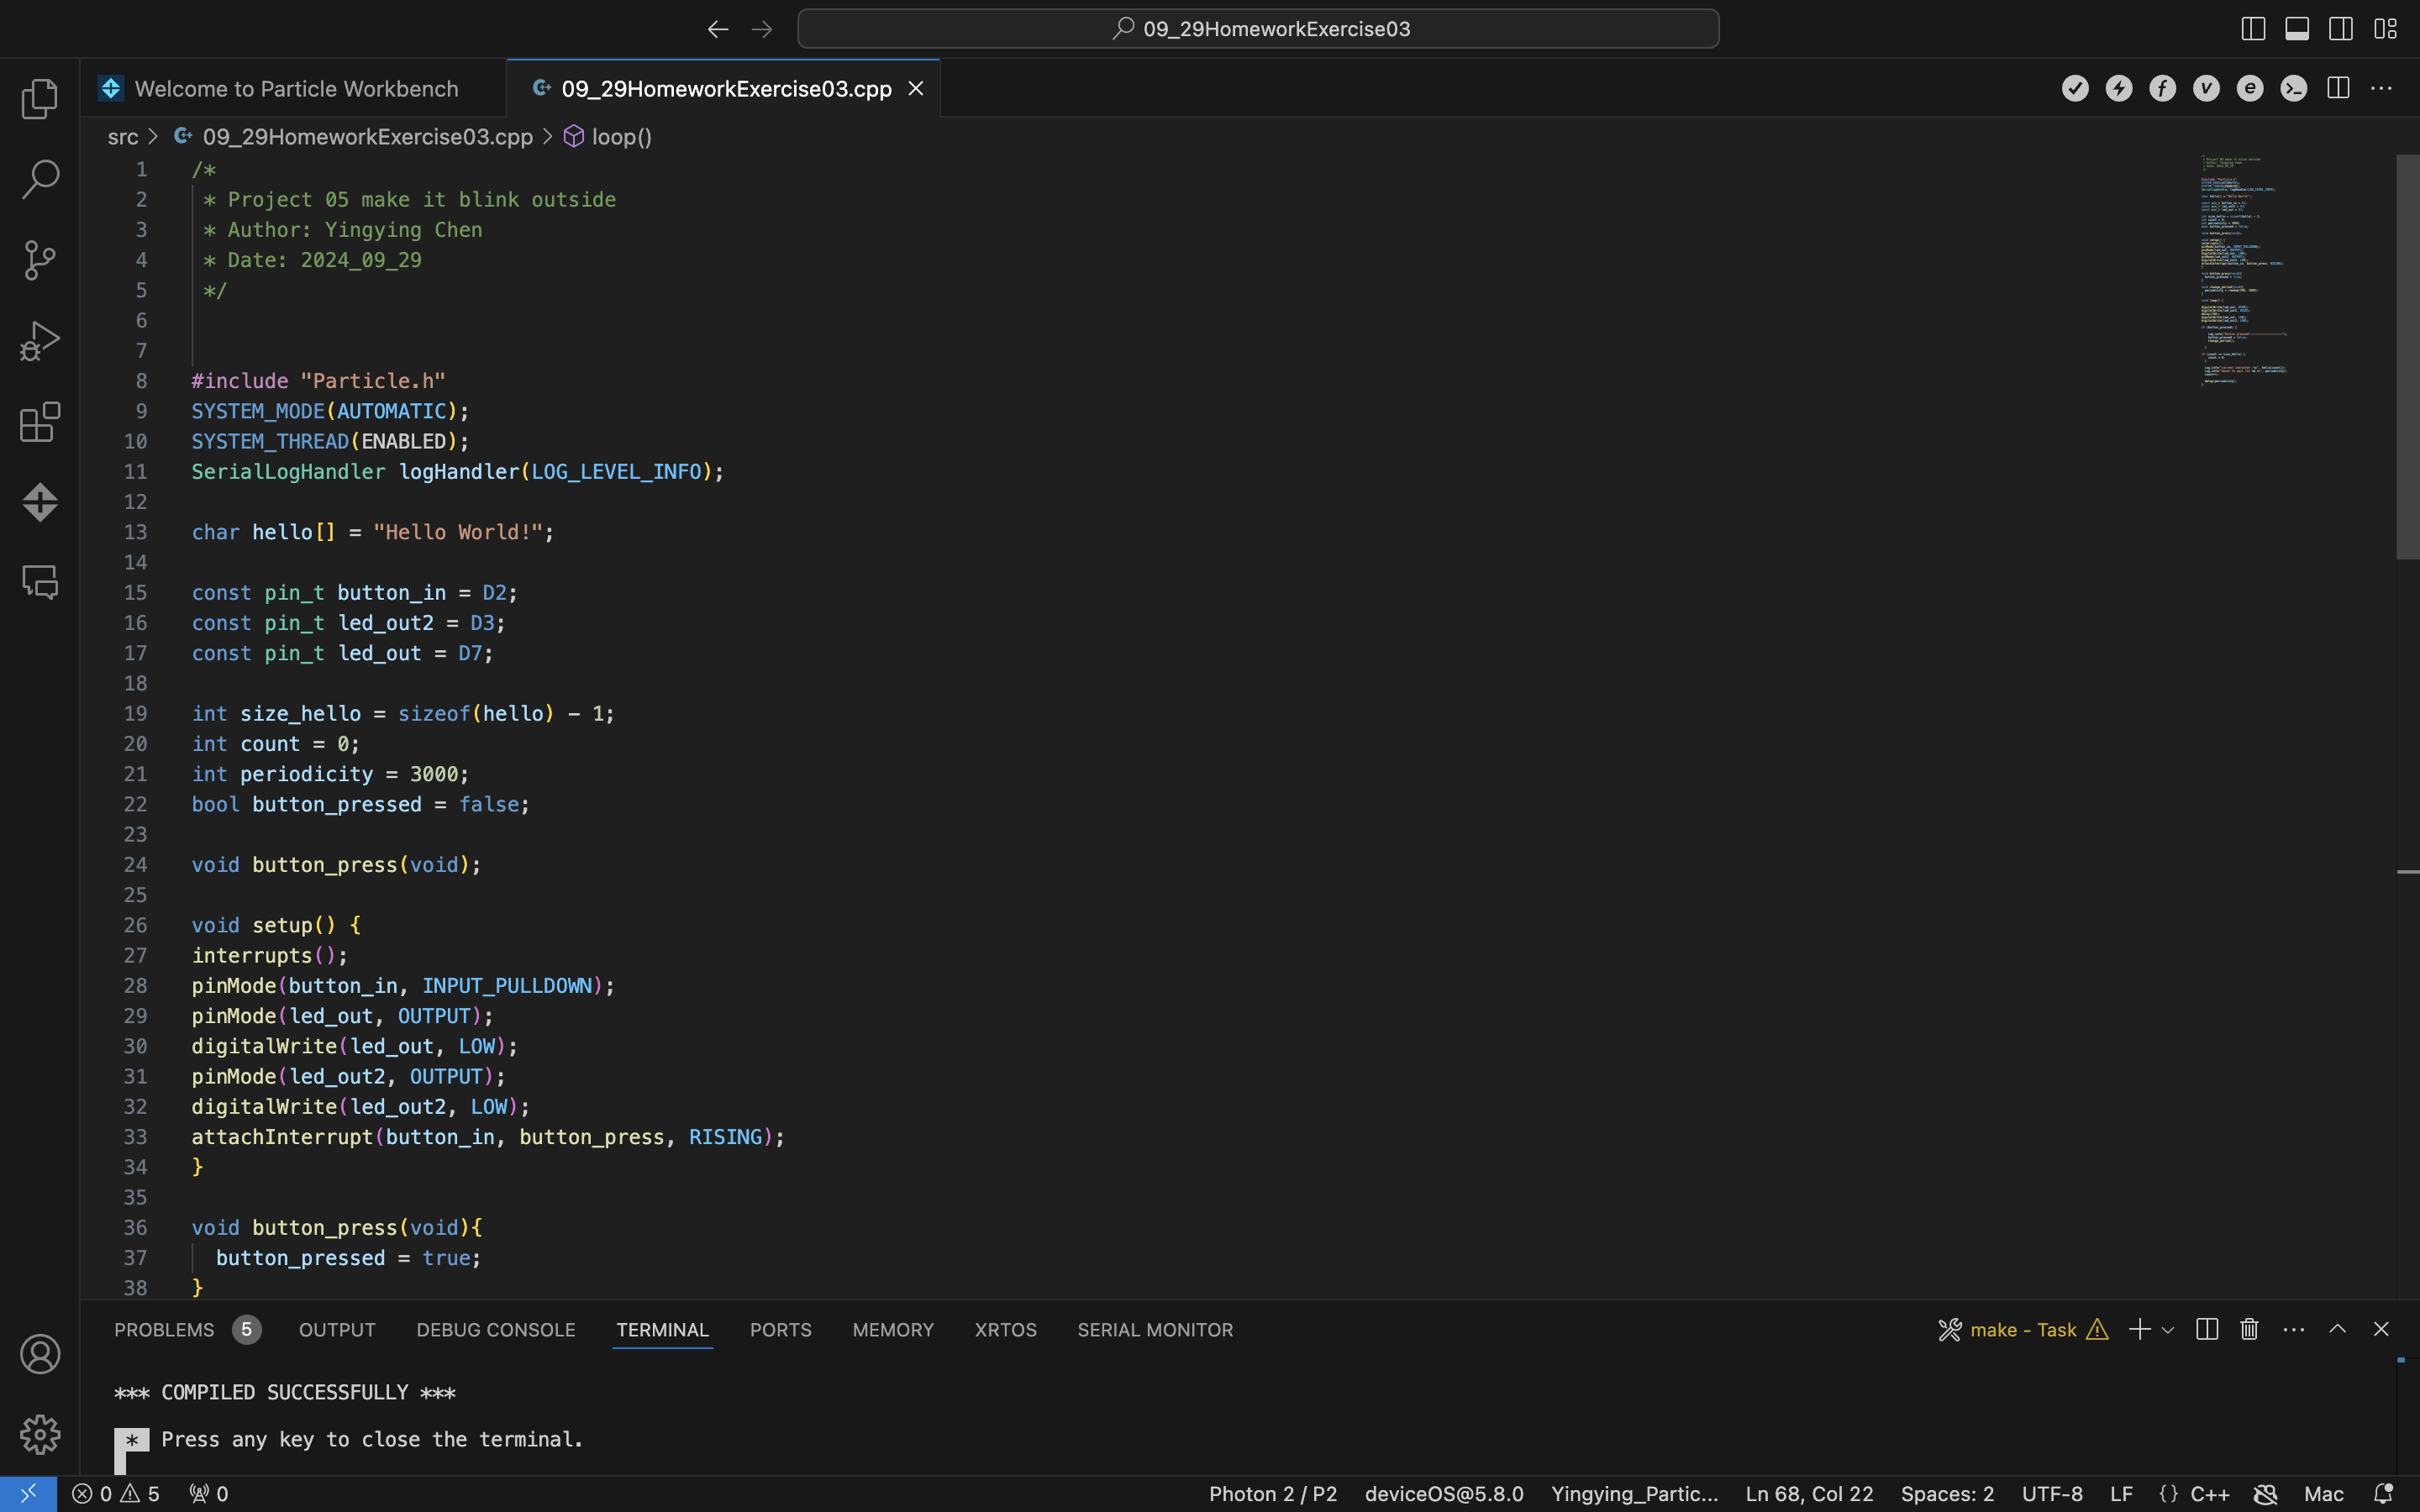 09_29HomeworkExercise03
Welcome to Particle Workbench
09_29HomeworkExercise03.cpp
src > 09_29HomeworkExercise03.cpp > loop()
1 /*
2 * Project 05 make it blink outside
3 * Author: Yingying Chen
4 * Date: 2024_09_29
5 */
6
7
8 #include "Particle.h"
9 SYSTEM_MODE(AUTOMATIC);
10 SYSTEM_THREAD(ENABLED);
11 SerialLogHandler logHandler(LOG_LEVEL_INFO);
12
13 char hello[] = "Hello World!";
14
15 const pin_t button_in = D2;
16 const pin_t led_out2 = D3;
17 const pin_t led_out = D7;
18
19 int size_hello = sizeof(hello) - 1;
20 int count = 0;
21 int periodicity = 3000;
22 bool button_pressed = false;
23
24 void button_press(void);
25
26 void setup() {
27 interrupts();
28 pinMode(button_in, INPUT_PULLDOWN);
29 pinMode(led_out, OUTPUT);
30 digitalWrite(led_out, LOW);
31 pinMode(led_out2, OUTPUT);
32 digitalWrite(led_out2, LOW);
33 attachInterrupt(button_in, button_press, RISING);
34 }
35
36 void button_press(void){
37 button_pressed = true;
38 }
PROBLEMS 5 OUTPUT DEBUG CONSOLE TERMINAL PORTS MEMORY XRTOS SERIAL MONITOR
make - Task
*** COMPILED SUCCESSFULLY ***
* Press any key to close the terminal.
0 5 0 Photon 2 / P2 deviceOS@5.8.0 Yingying_Partic... Ln 68, Col 22 Spaces: 2 UTF-8 LF {} C++ Mac